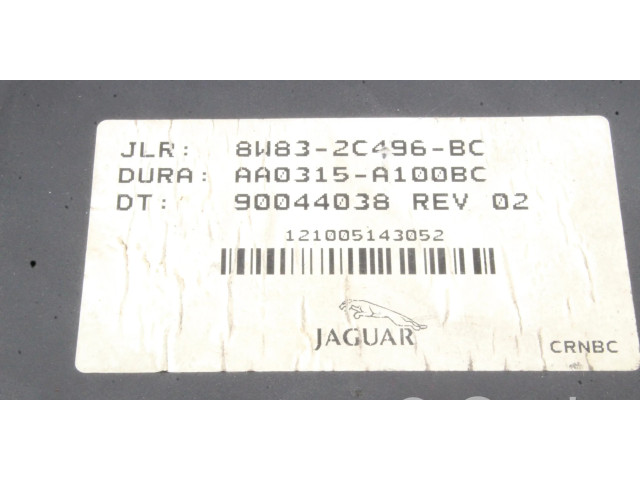 JLR: 8W83-2C496-BC
DURA: AA0315-A100BC
DT: 90044038 REV 02
121005143052
JAGUAR
CRNBC